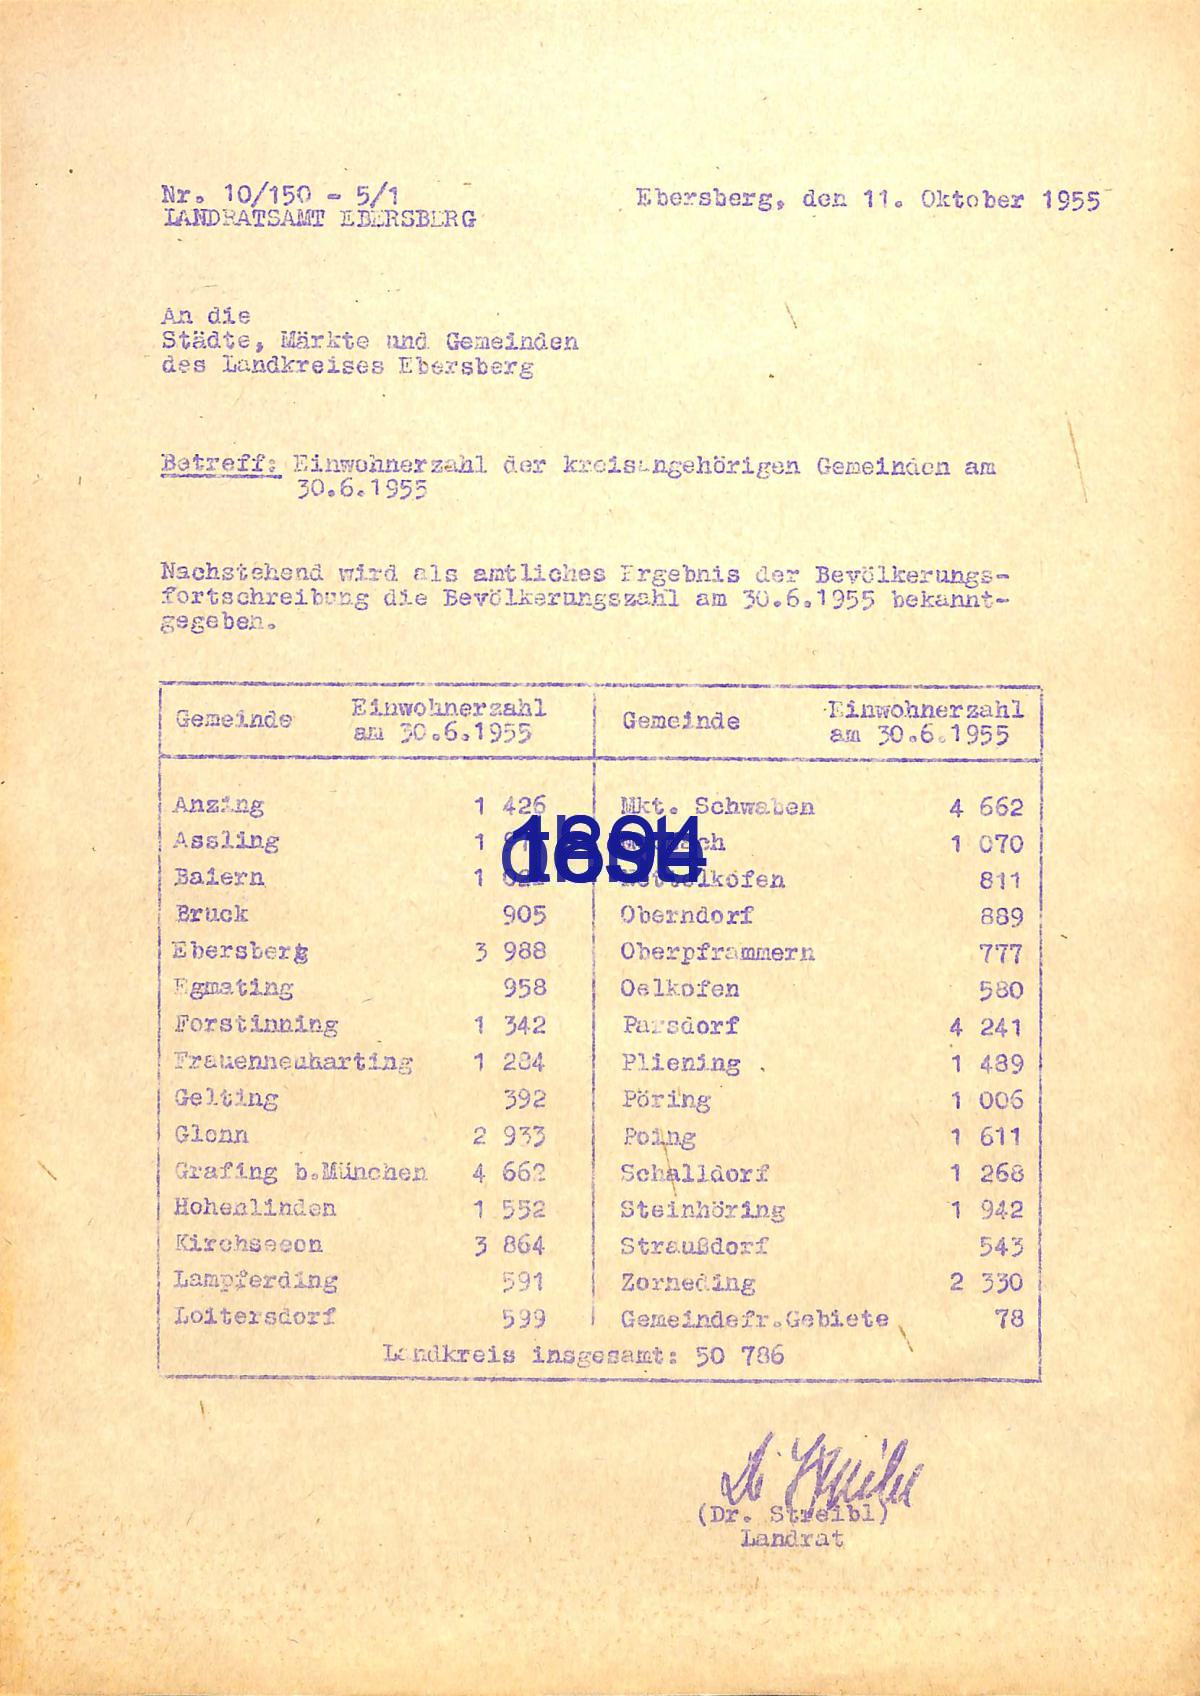 Nr. 10/150 - 5/1
LANDRATSAMT EBERSBERG
Ebersberg, den 11. Oktober 1955
An die
Städte, Märkte und Gemeinden
des Landkreises Ebersberg
Betreff: Einwohnerzahl der kreisangehörigen Gemeinden am
30.6.1955
Nachstehend wird als amtliches Ergebnis der Bevölkerungs-
fortschreibung die Bevölkerungszahl am 30.6.1955 bekannt-
gegeben.
Gemeinde Einwohnerzahl am 30.6.1955 Gemeinde Einwohnerzahl am 30.6.1955
Anzing 1 426 Mkt. Schwaben 4 662
Assling 1 1 070
Baiern 1 811
Bruck 905 Oberndorf 889
Ebersberg 3 988 Oberpframmern 777
Egmating 958 Oelkofen 580
Forstinning 1 342 Parsdorf 4 241
Frauenneuharting 1 284 Pliening 1 489
Gelting 392 Pöring 1 006
Glonn 2 933 Poing 1 611
Grafing b.München 4 662 Schalldorf 1 268
Hohenlinden 1 552 Steinhöring 1 942
Kirchseeon 3 864 Straußdorf 543
Lampferding 591 Zorneding 2 330
Loitersdorf 599 Gemeindefr.Gebiete 78
Landkreis insgesamt: 50 786
(Dr. Streibl)
Landrat